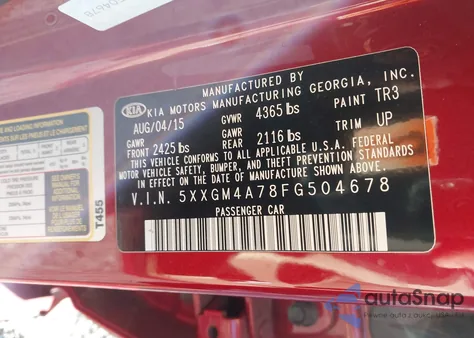 04678
MANUFACTURED BY
KIA KIA MOTORS MANUFACTURING GEORGIA, INC.
AUG/04/15 GVWR 4365 lbs PAINT TR3
GAWR FRONT 2425 lbs GAWR REAR 2116 lbs TRIM UP
THIS VEHICLE CONFORMS TO ALL APPLICABLE U.S.A. FEDERAL
MOTOR VEHICLE SAFETY, BUMPER, AND THEFT PREVENTION STANDARDS
IN EFFECT ON THE DATE OF MANUFACTURE SHOWN ABOVE.
V.I.N. 5XXGM4A78FG504678
PASSENGER CAR
T455
autoSnap